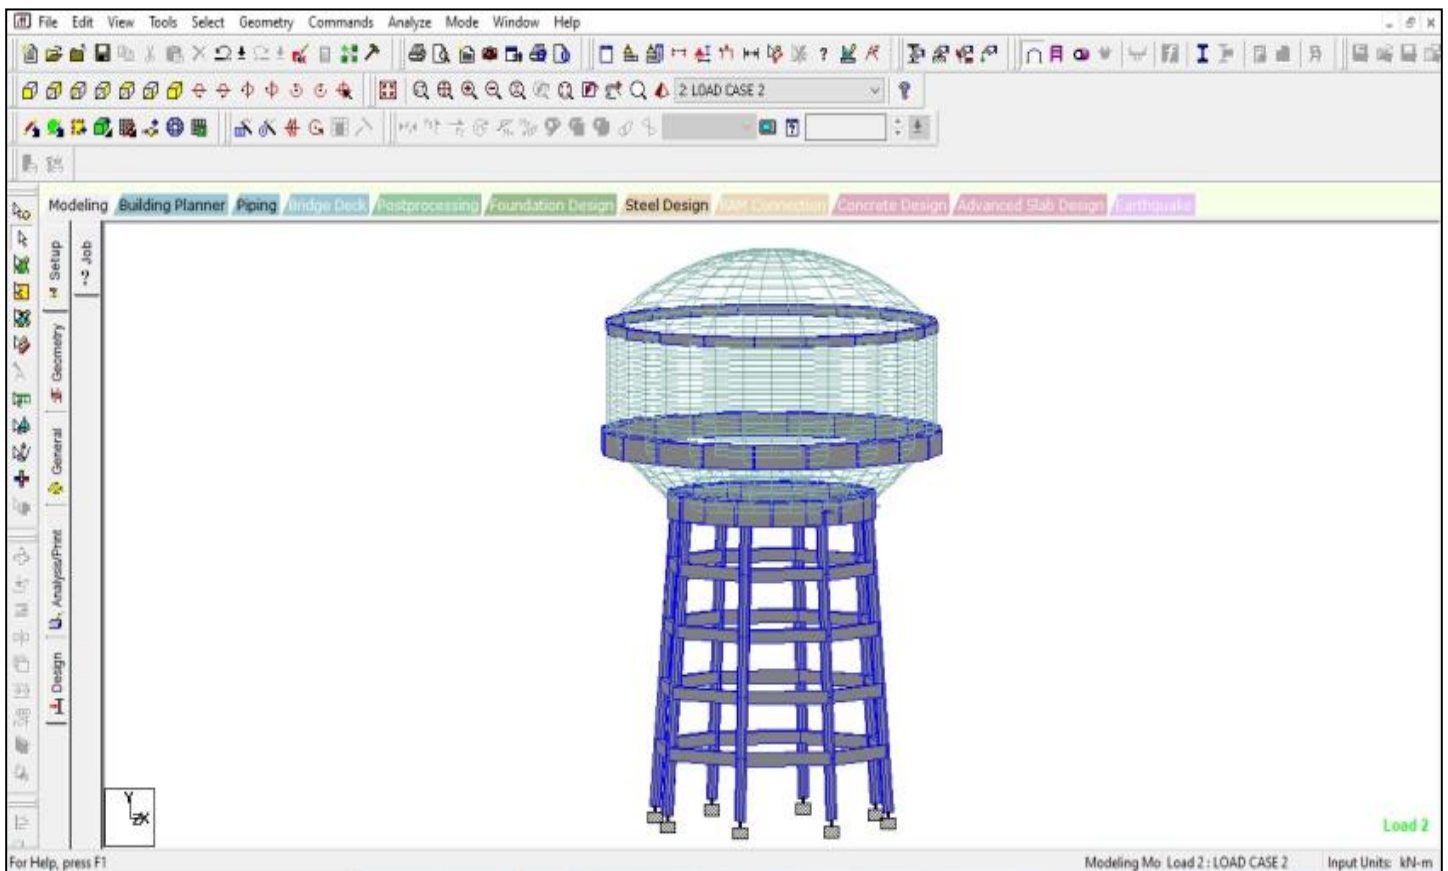 File Edit View Tools Select Geometry Commands Analyze Mode Window Help
2: LOAD CASE 2
Modeling Building Planner Piping Bridge Deck Postprocessing Foundation Design Steel Design RAM Connection Concrete Design Advanced Slab Design Earthquake
Setup
Job
Geometry
General
Analysis/Print
Design
Y
Load 2
For Help, press F1
Modeling Mo Load 2 : LOAD CASE 2 Input Units: kN-m